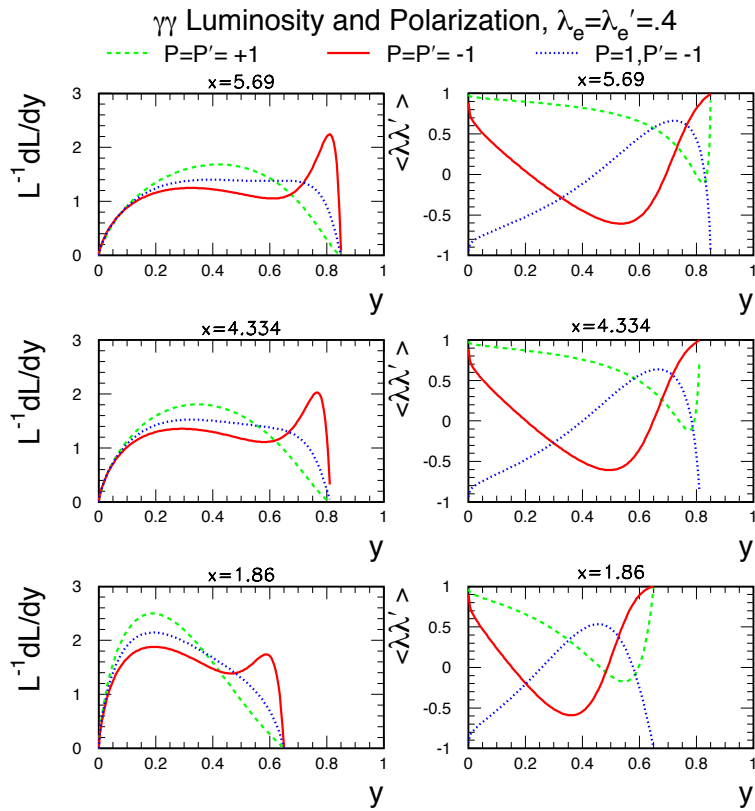 γγ Luminosity and Polarization, λe=λe′=.4
P=P′= +1 P=P′= -1 P=1,P′= -1
x=5.69 x=5.69
L⁻¹dL/dy
3
2
1
0
0 0.2 0.4 0.6 0.8 1
y
<λλ′>
1
0.5
0
-0.5
-1
0 0.2 0.4 0.6 0.8 1
y
x=4.334 x=4.334
L⁻¹dL/dy
3
2
1
0
0 0.2 0.4 0.6 0.8 1
y
<λλ′>
1
0.5
0
-0.5
-1
0 0.2 0.4 0.6 0.8 1
y
x=1.86 x=1.86
L⁻¹dL/dy
3
2
1
0
0 0.2 0.4 0.6 0.8 1
y
<λλ′>
1
0.5
0
-0.5
-1
0 0.2 0.4 0.6 0.8 1
y